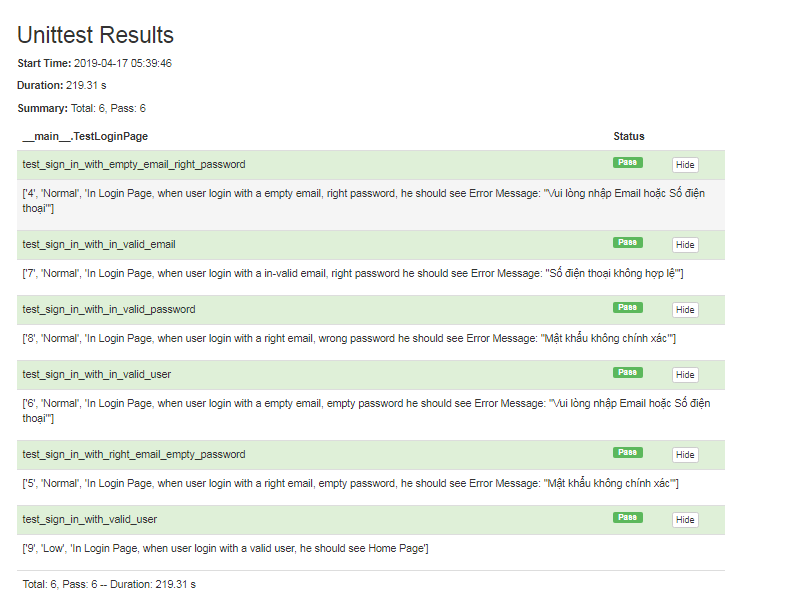 Unittest Results
Start Time: 2019-04-17 05:39:46
Duration: 219.31 s
Summary: Total: 6, Pass: 6
__main__.TestLoginPage Status
test_sign_in_with_empty_email_right_password Pass Hide
['4', 'Normal', 'In Login Page, when user login with a empty email, right password, he should see Error Message: "Vui lòng nhập Email hoặc Số điện
thoại"']
test_sign_in_with_in_valid_email Pass Hide
['7', 'Normal', 'In Login Page, when user login with a in-valid email, right password he should see Error Message: "Số điện thoại không hợp lệ"']
test_sign_in_with_in_valid_password Pass Hide
['8', 'Normal', 'In Login Page, when user login with a right email, wrong password he should see Error Message: "Mật khẩu không chính xác"']
test_sign_in_with_in_valid_user Pass Hide
['6', 'Normal', 'In Login Page, when user login with a empty email, empty password he should see Error Message: "Vui lòng nhập Email hoặc Số điện
thoại"']
test_sign_in_with_right_email_empty_password Pass Hide
['5', 'Normal', 'In Login Page, when user login with a right email, empty password, he should see Error Message: "Mật khẩu không chính xác"']
test_sign_in_with_valid_user Pass Hide
['9', 'Low', 'In Login Page, when user login with a valid user, he should see Home Page']
Total: 6, Pass: 6 -- Duration: 219.31 s